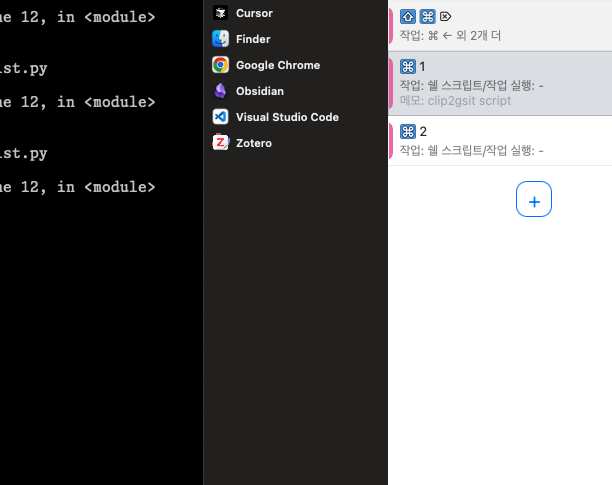 ne 12, in <module>
ist.py
ne 12, in <module>
ist.py
ne 12, in <module>
Cursor
Finder
Google Chrome
Obsidian
Visual Studio Code
Zotero
⇧ ⌘ ⌦
작업: ⌘ ← 외 2개 더
⌘ 1
작업: 쉘 스크립트/작업 실행: -
메모: clip2gsit script
⌘ 2
작업: 쉘 스크립트/작업 실행: -
+